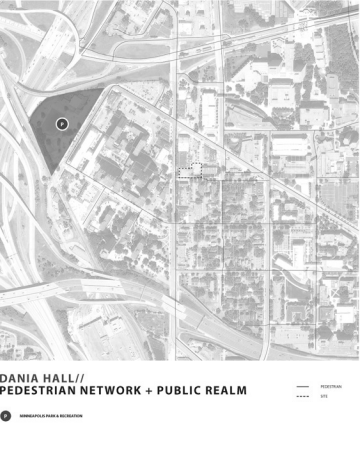 P
DANIA HALL//
PEDESTRIAN NETWORK + PUBLIC REALM
PEDESTRIAN
SITE
P MINNEAPOLIS PARK & RECREATION